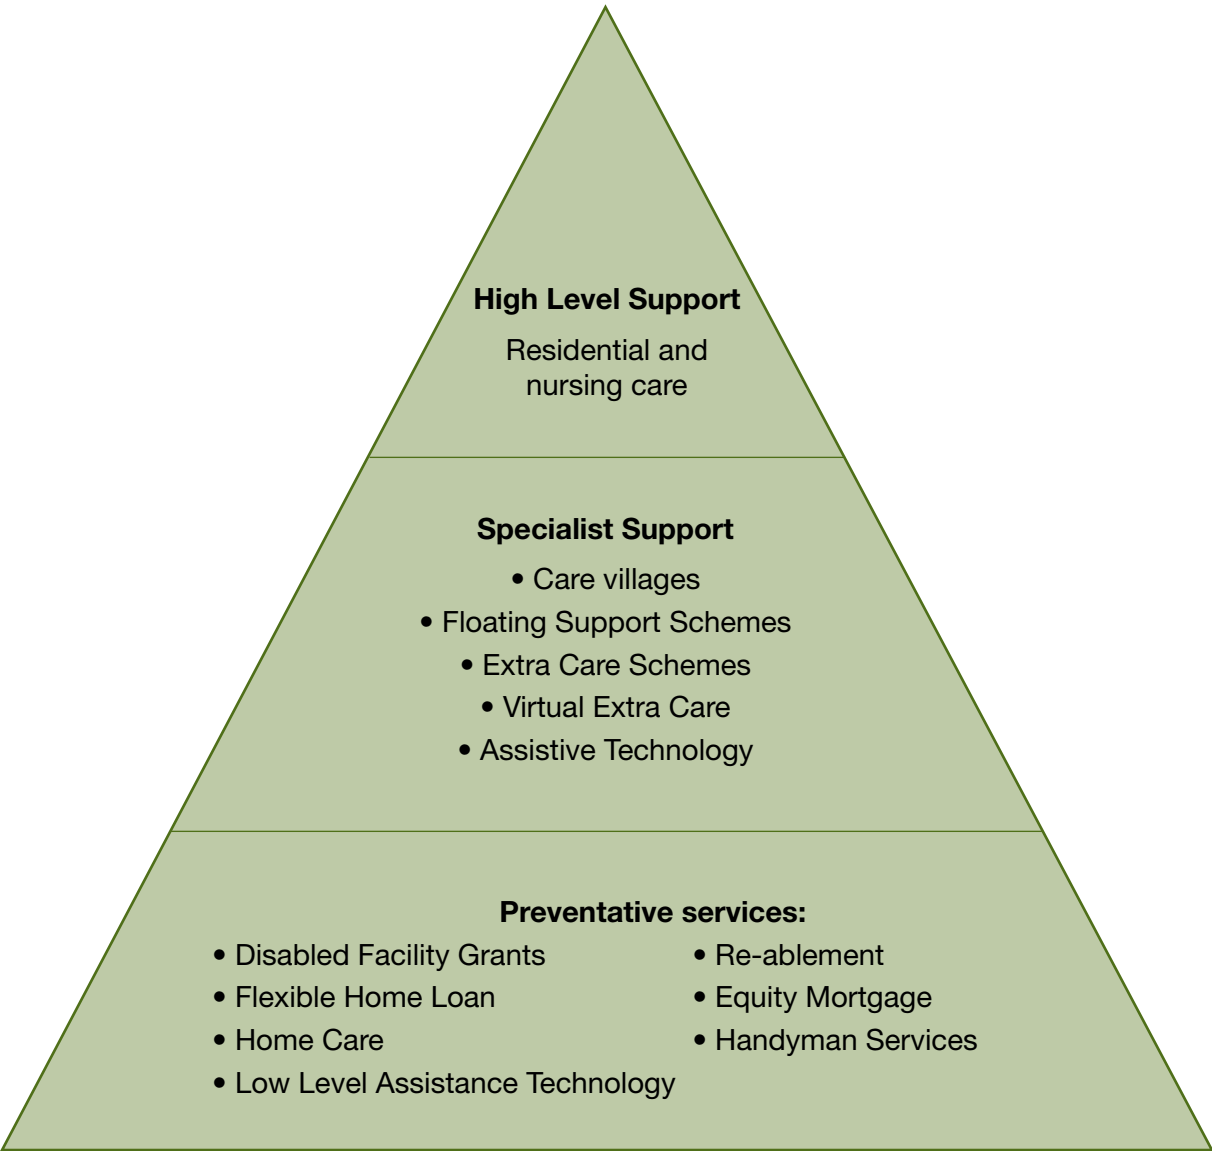 High Level Support
Residential and
nursing care
Specialist Support
• Care villages
• Floating Support Schemes
• Extra Care Schemes
• Virtual Extra Care
• Assistive Technology
Preventative services:
• Disabled Facility Grants
• Flexible Home Loan
• Home Care
• Low Level Assistance Technology
• Re-ablement
• Equity Mortgage
• Handyman Services